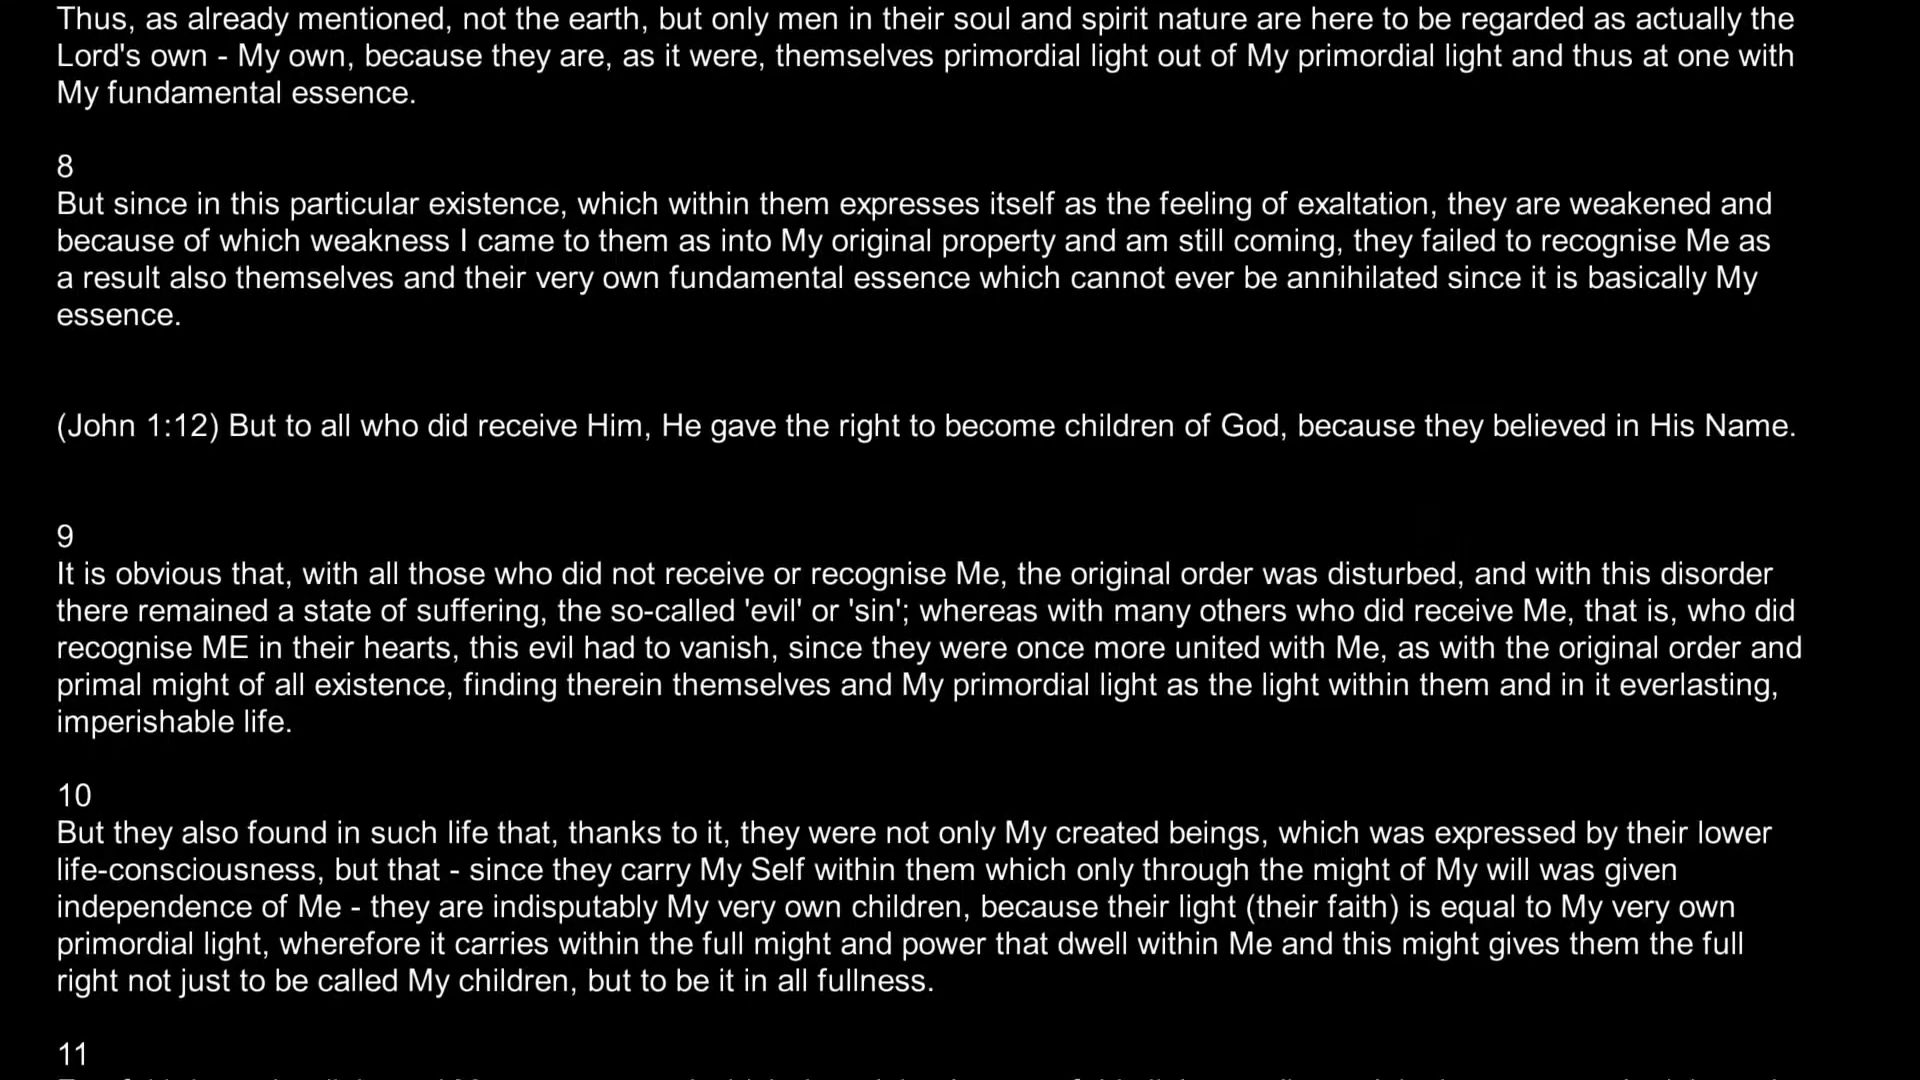 Thus, as already mentioned, not the earth, but only men in their soul and spirit nature are here to be regarded as actually the
Lord's own - My own, because they are, as it were, themselves primordial light out of My primordial light and thus at one with
My fundamental essence.
8
But since in this particular existence, which within them expresses itself as the feeling of exaltation, they are weakened and
because of which weakness I came to them as into My original property and am still coming, they failed to recognise Me as
a result also themselves and their very own fundamental essence which cannot ever be annihilated since it is basically My
essence.
(John 1:12) But to all who did receive Him, He gave the right to become children of God, because they believed in His Name.
9
It is obvious that, with all those who did not receive or recognise Me, the original order was disturbed, and with this disorder
there remained a state of suffering, the so-called 'evil' or 'sin'; whereas with many others who did receive Me, that is, who did
recognise ME in their hearts, this evil had to vanish, since they were once more united with Me, as with the original order and
primal might of all existence, finding therein themselves and My primordial light as the light within them and in it everlasting,
imperishable life.
10
But they also found in such life that, thanks to it, they were not only My created beings, which was expressed by their lower
life-consciousness, but that - since they carry My Self within them which only through the might of My will was given
independence of Me - they are indisputably My very own children, because their light (their faith) is equal to My very own
primordial light, wherefore it carries within the full might and power that dwell within Me and this might gives them the full
right not just to be called My children, but to be it in all fullness.
11